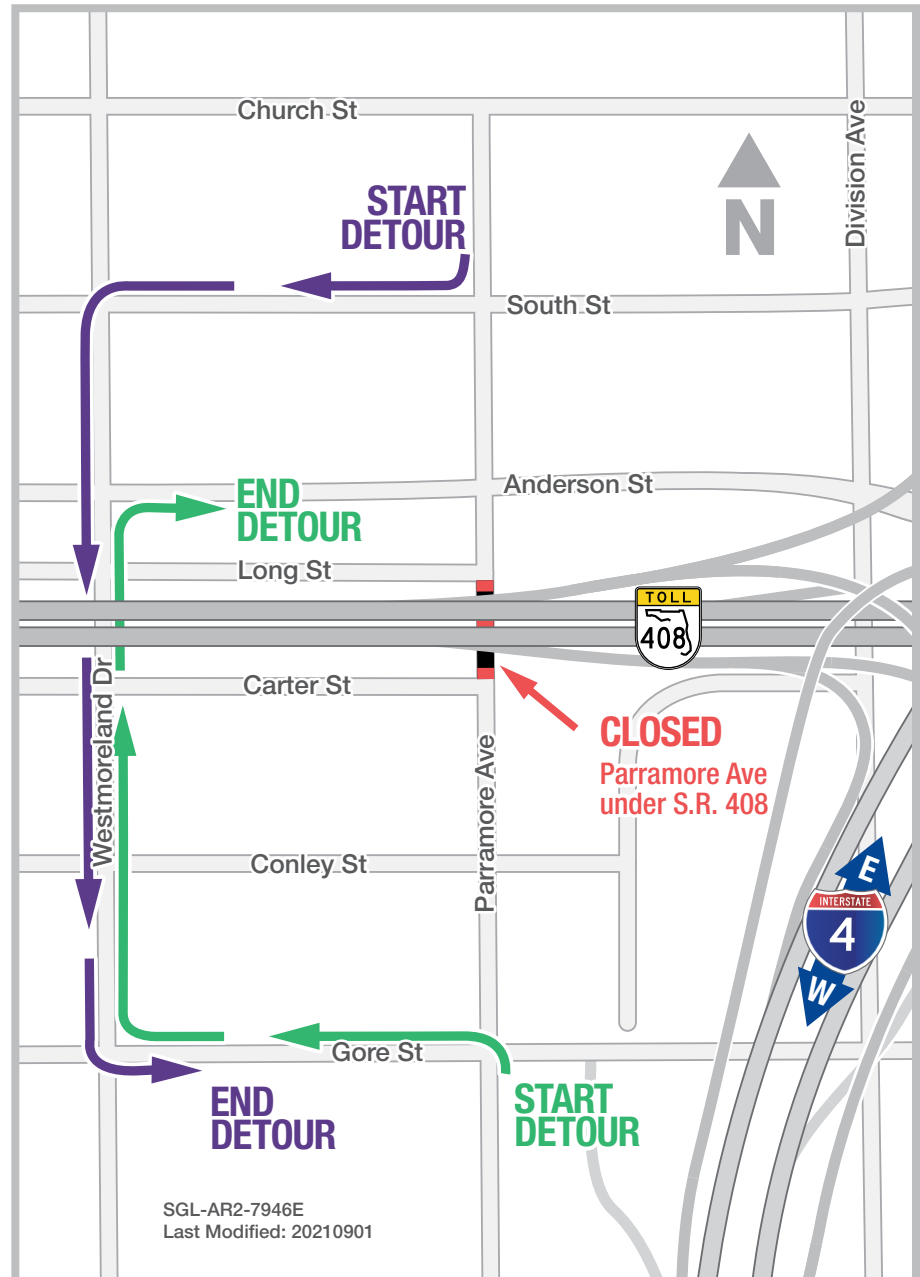 Church St
Division Ave
START
DETOUR
N
South St
Anderson St
END
DETOUR
Long St
TOLL
408
Westmoreland Dr
Carter St
CLOSED
Parramore Ave
under S.R. 408
Parramore Ave
Conley St
E
INTERSTATE
4
W
Gore St
END
DETOUR
START
DETOUR
SGL-AR2-7946E
Last Modified: 20210901